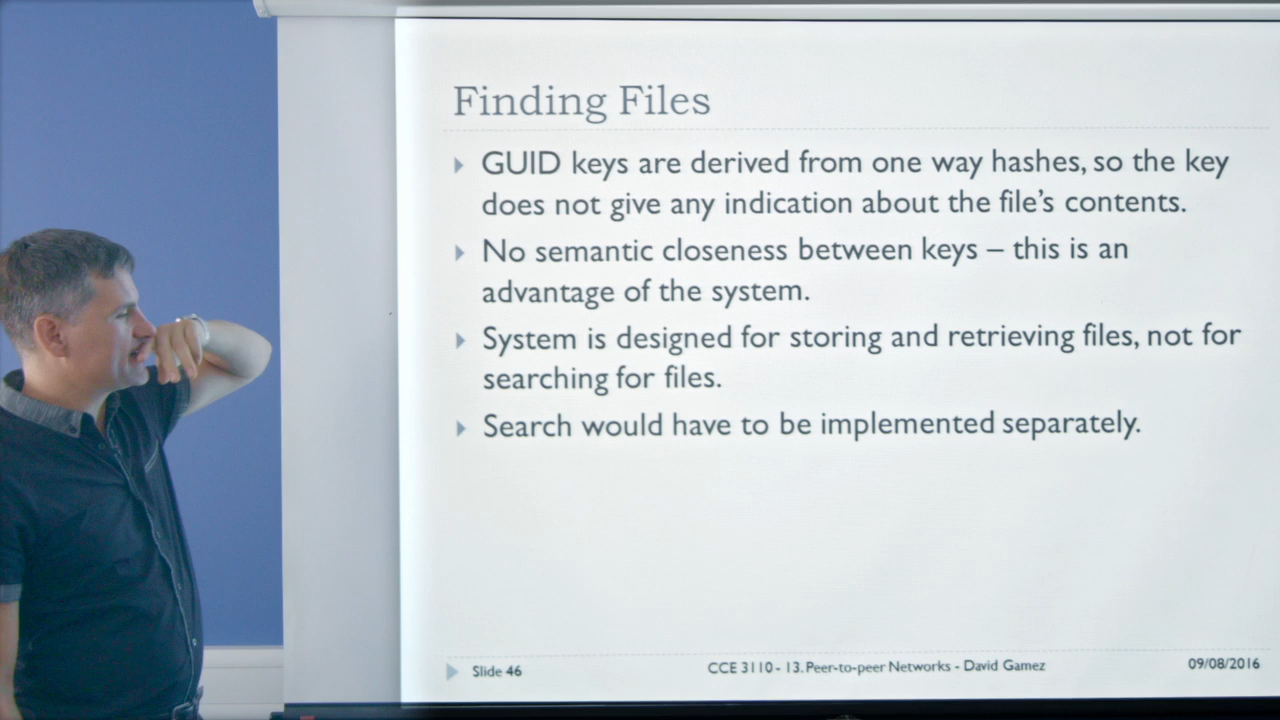 Finding Files
GUID keys are derived from one way hashes, so the key
does not give any indication about the file's contents.
No semantic closeness between keys – this is an
advantage of the system.
System is designed for storing and retrieving files, not for
searching for files.
Search would have to be implemented separately.
Slide 46
CCE 3110 - 13. Peer-to-peer Networks - David Gamez
09/08/2016